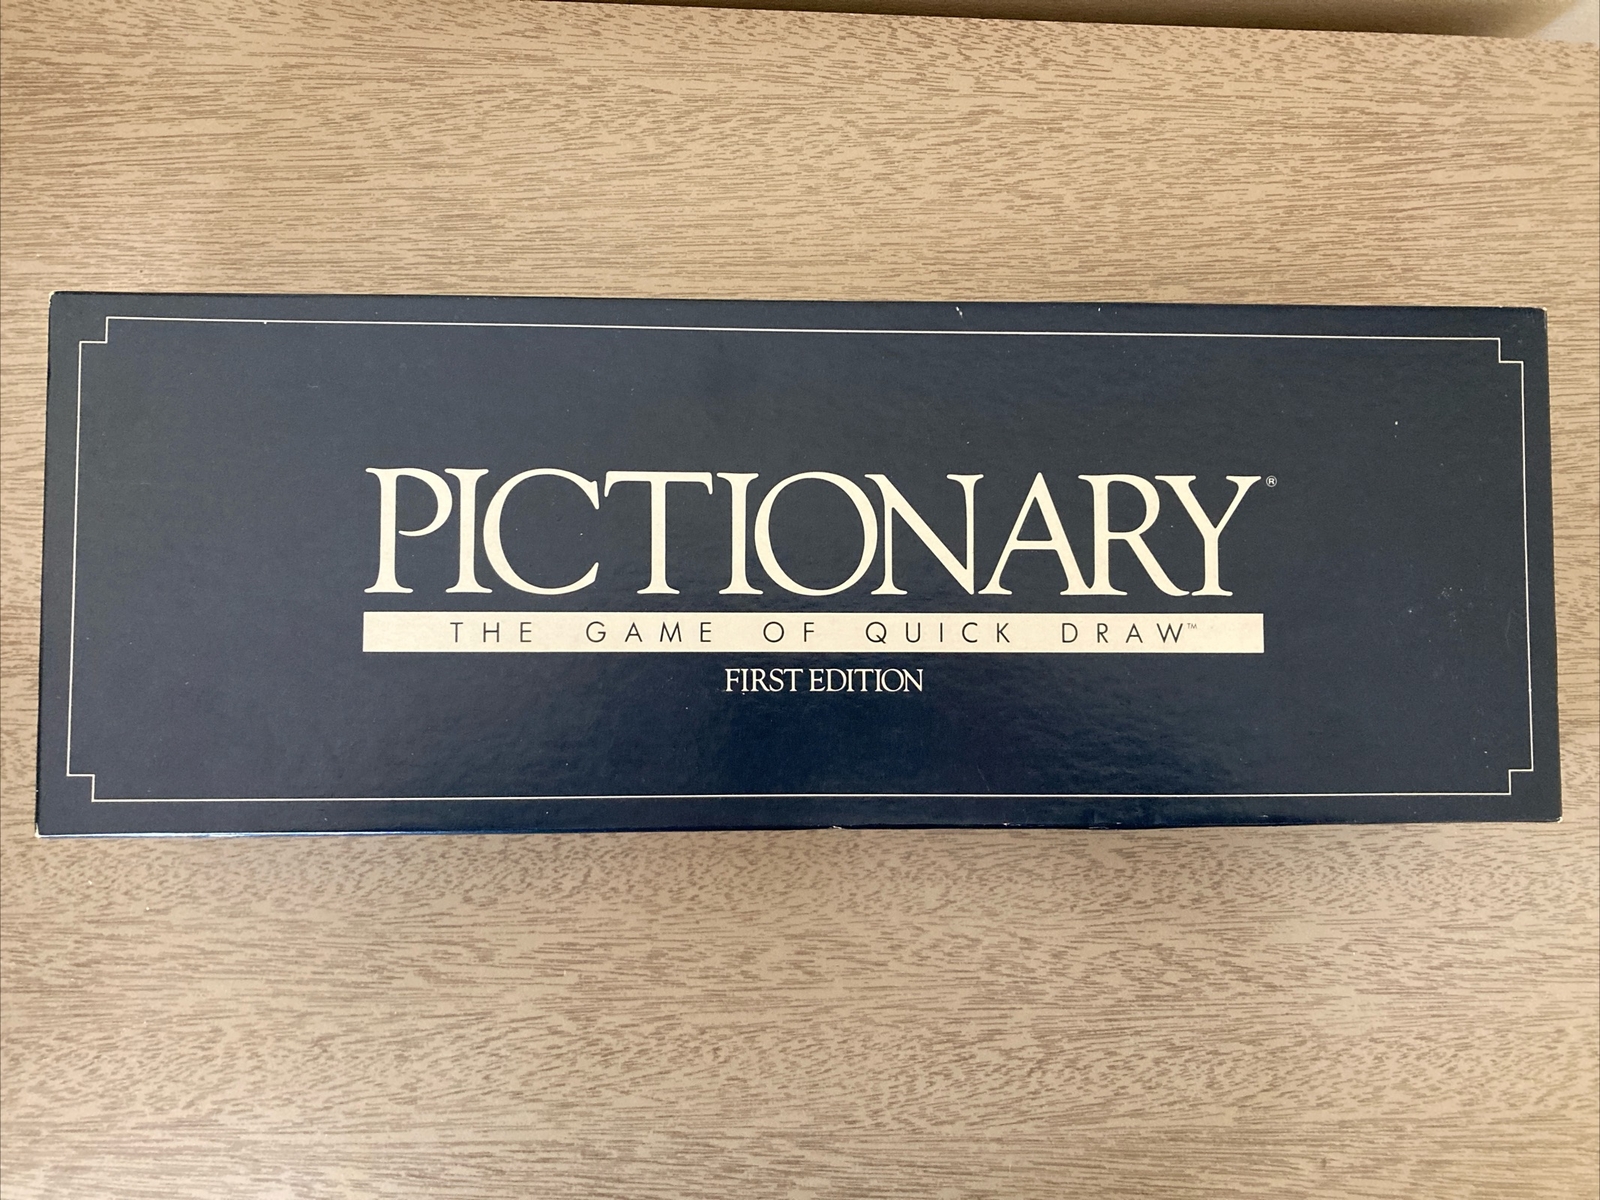 PICTIONARY®
THE GAME OF QUICK DRAW™
FIRST EDITION